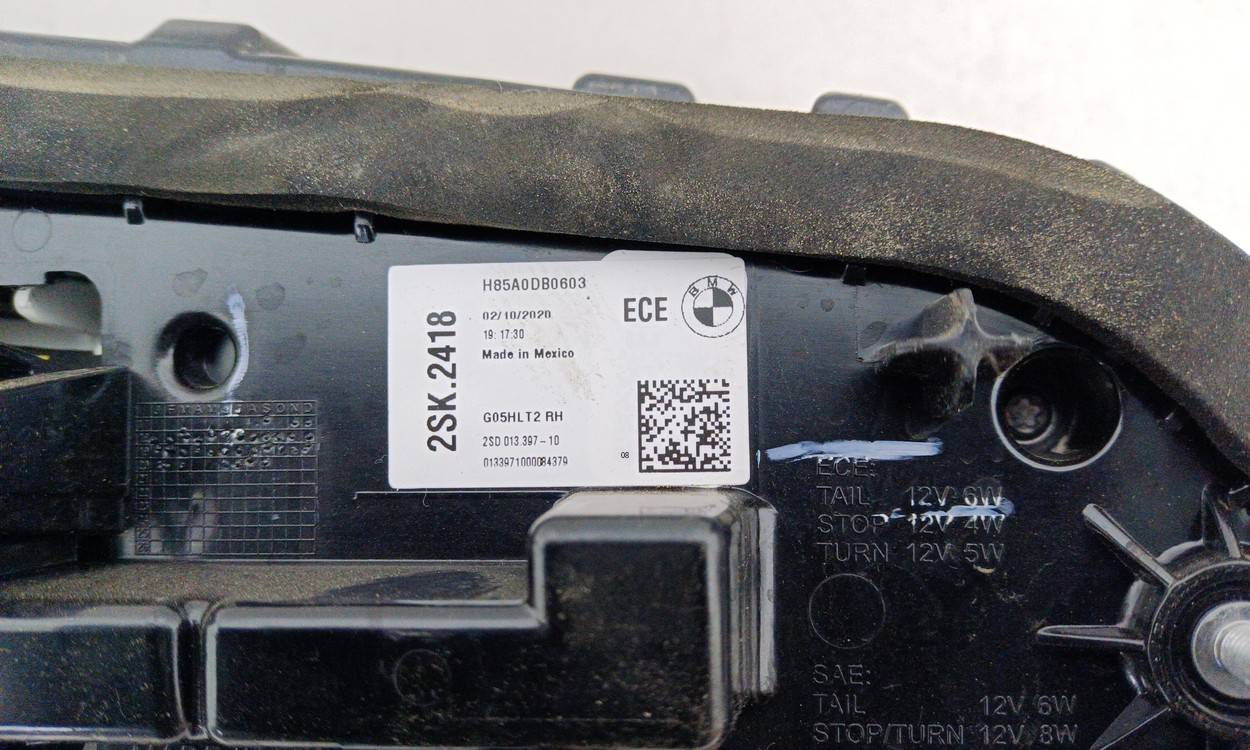 H85A0DB0603
02/10/2020
19:17:30
Made in Mexico
ECE
BMW
2SK.2418
G05HLT2 RH
2SD 013.397-10
0133971000084379
08
J F M A M J J A S O N D
ECE:
TAIL 12V 6W
STOP 12V 4W
TURN 12V 5W
SAE:
TAIL 12V 6W
STOP/TURN 12V 8W